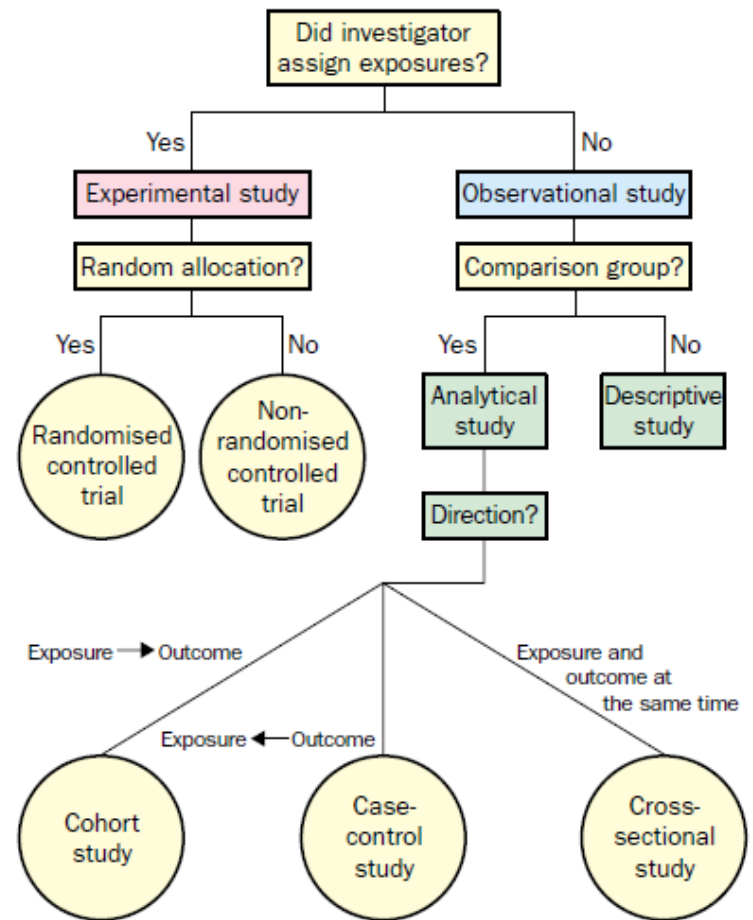 Did investigator
assign exposures?
Yes
No
Experimental study
Observational study
Random allocation?
Comparison group?
Yes
No
Yes
No
Randomised
controlled
trial
Non-
randomised
controlled
trial
Analytical
study
Descriptive
study
Direction?
Exposure → Outcome
Exposure and
outcome at
the same time
Exposure ← Outcome
Cohort
study
Case-
control
study
Cross-
sectional
study